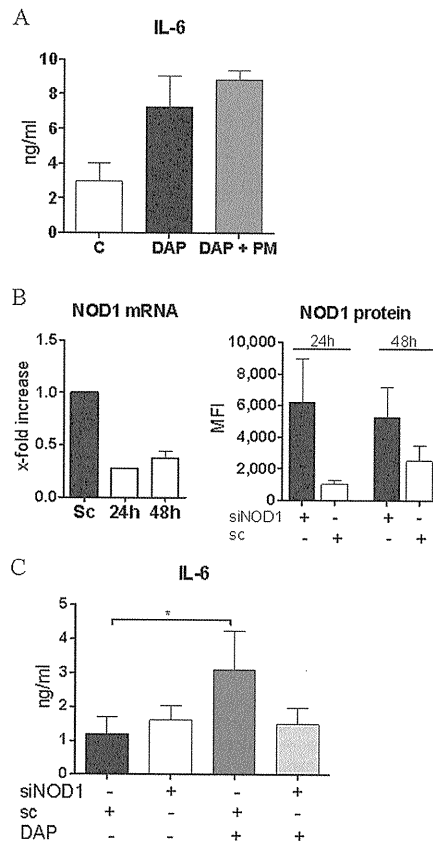 A
IL-6
ng/ml
10
8
6
4
2
0
C DAP DAP + PM
B
NOD1 mRNA
x-fold increase
1.5
1.0
0.5
0.0
Sc 24h 48h
NOD1 protein
24h 48h
MFI
10,000
8,000
6,000
4,000
2,000
0
siNOD1 + - + -
sc - + - +
C
IL-6
ng/ml
5
4
3
2
1
0
*
siNOD1 - + - +
sc + - + -
DAP - - + +